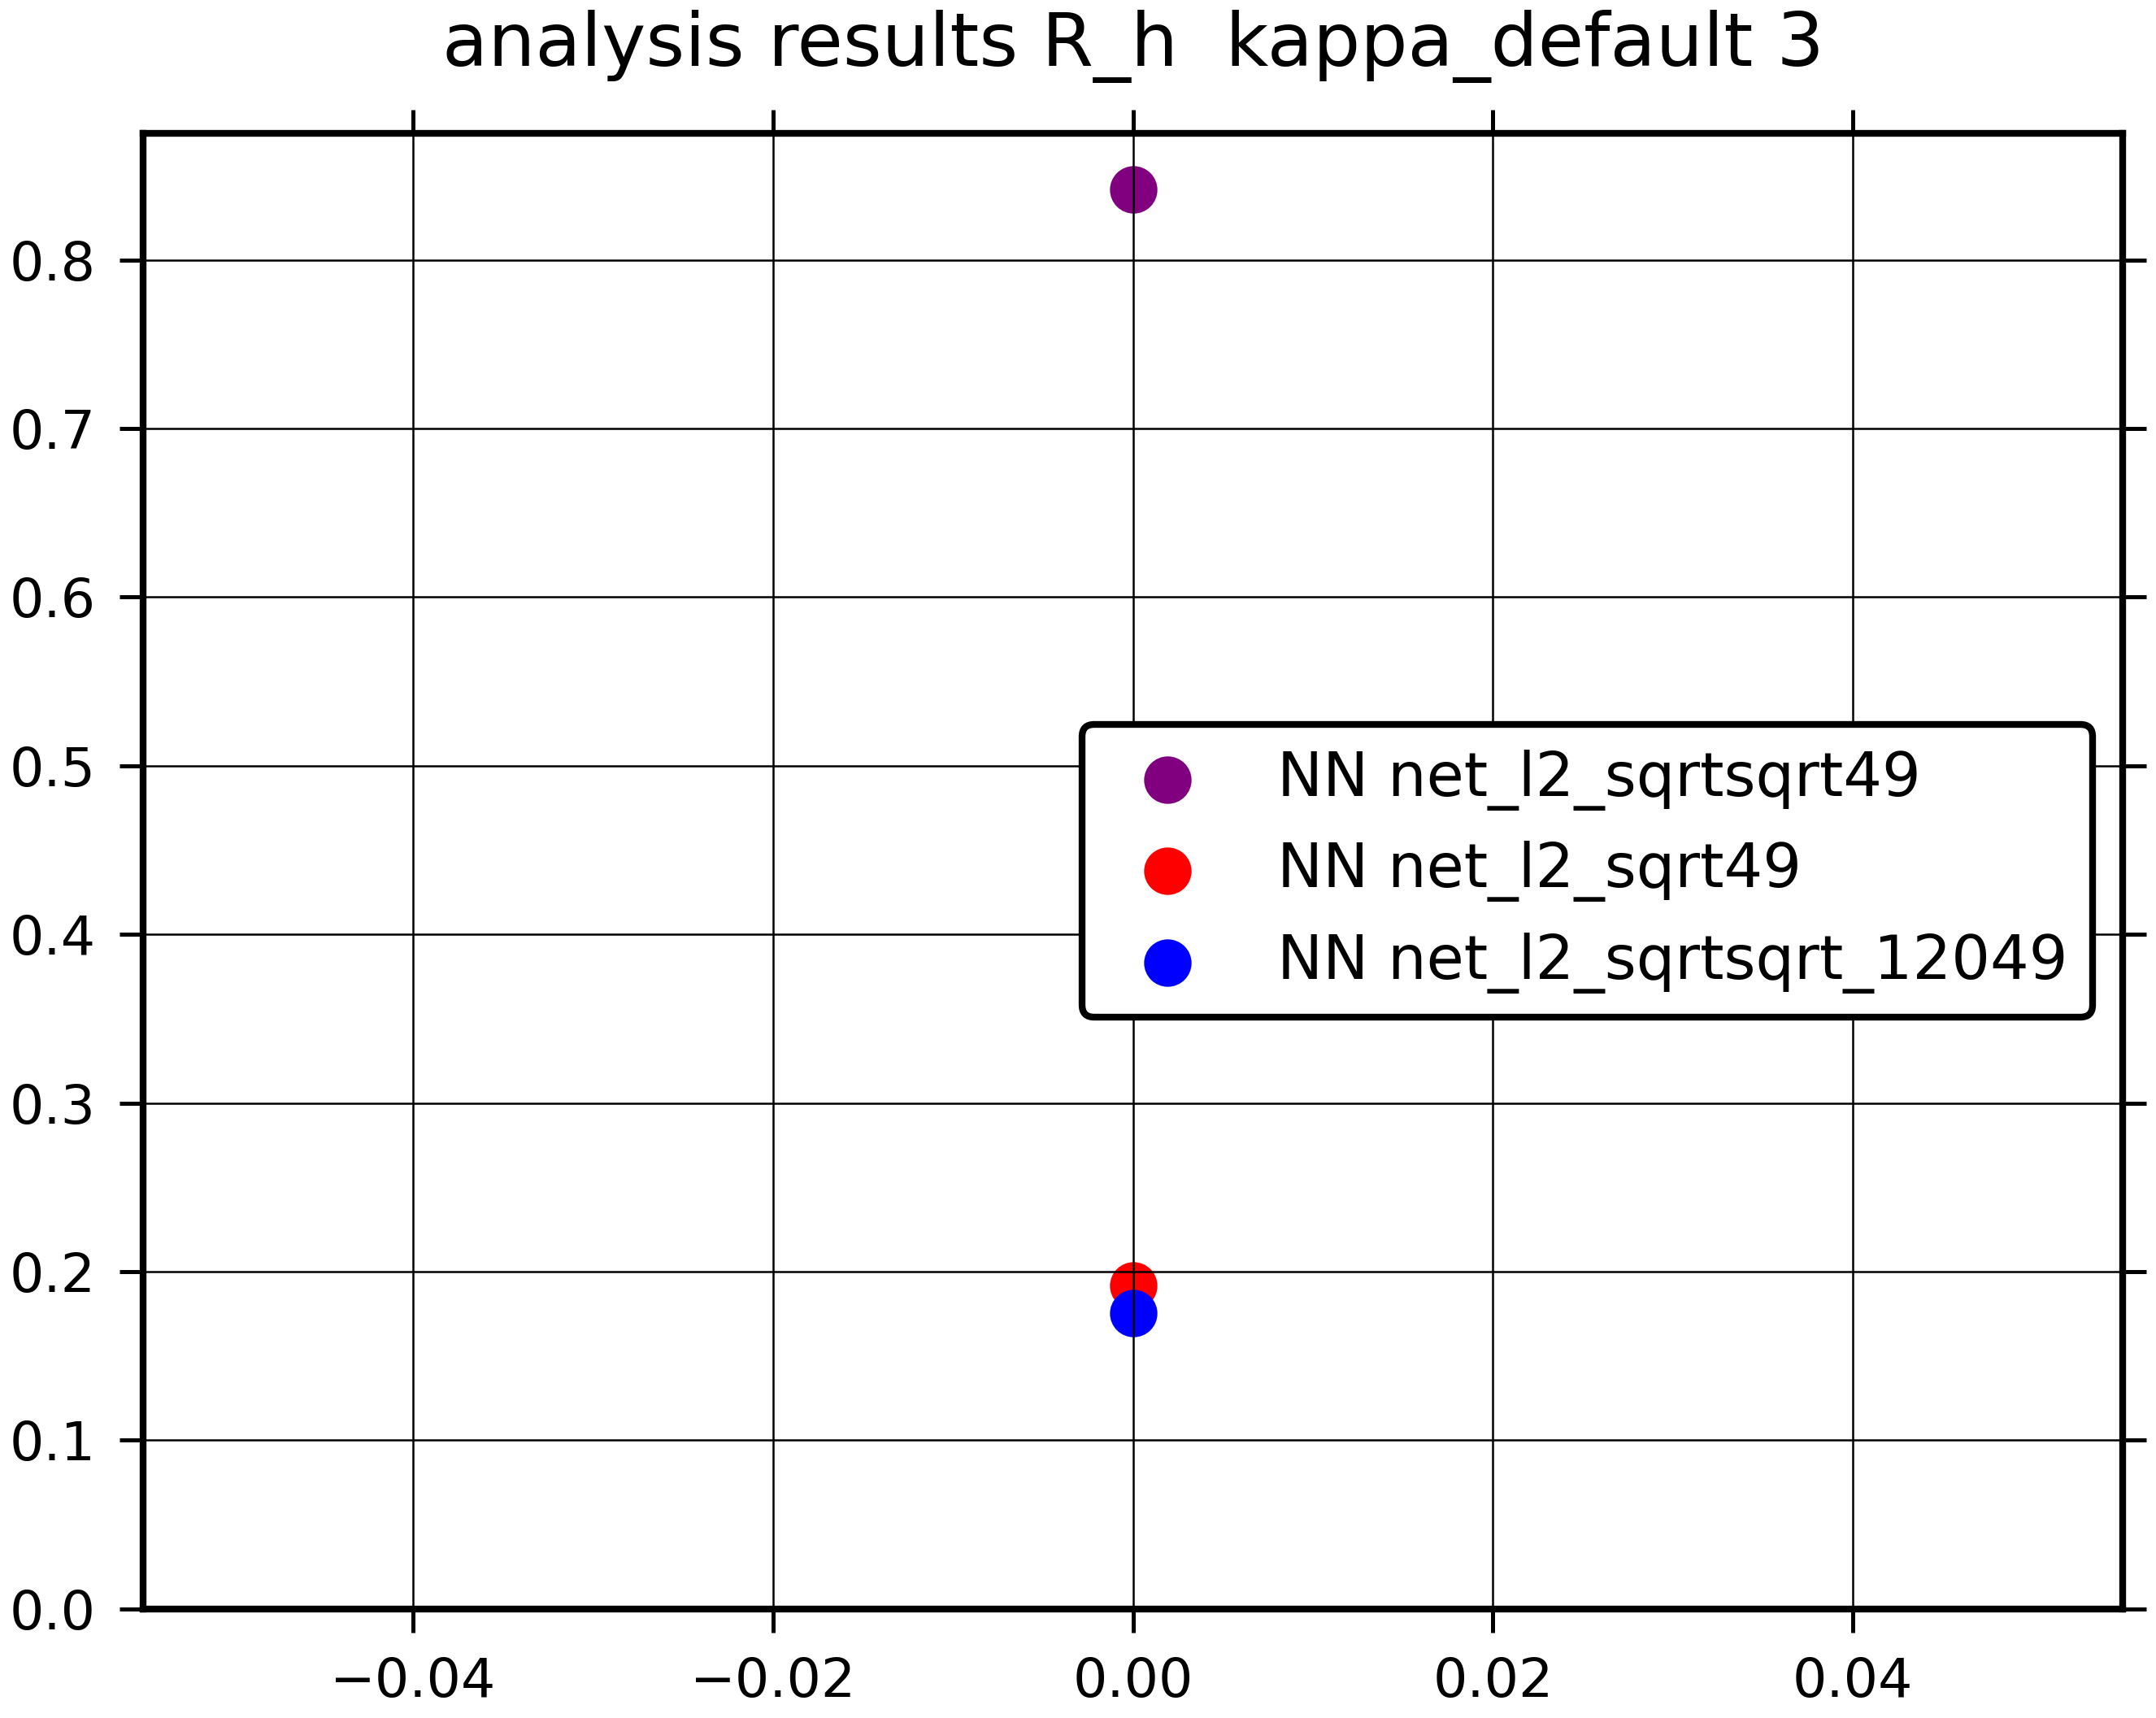 analysis results R_h  kappa_default 3
0.8
0.7
0.6
0.5
0.4
0.3
0.2
0.1
0.0
NN net_l2_sqrtsqrt49
NN net_l2_sqrt49
NN net_l2_sqrtsqrt_12049
−0.04 −0.02 0.00 0.02 0.04